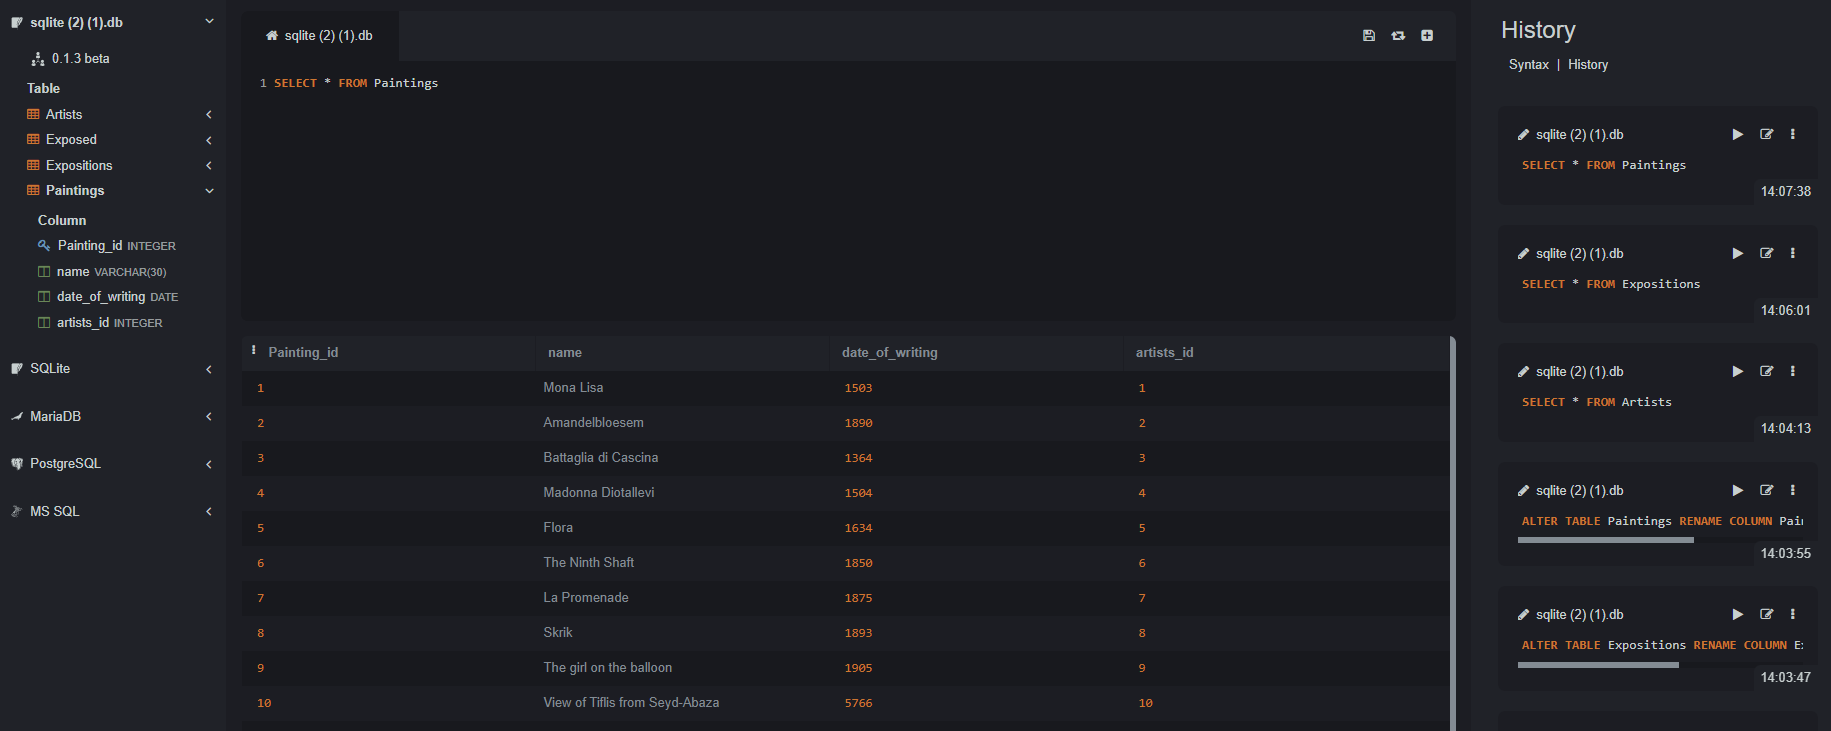 sqlite (2) (1).db
0.1.3 beta
Table
Artists
Exposed
Expositions
Paintings
Column
Painting_id INTEGER
name VARCHAR(30)
date_of_writing DATE
artists_id INTEGER
SQLite
MariaDB
PostgreSQL
MS SQL
sqlite (2) (1).db
1 SELECT * FROM Paintings
Painting_id name date_of_writing artists_id
1 Mona Lisa 1503 1
2 Amandelbloesem 1890 2
3 Battaglia di Cascina 1364 3
4 Madonna Diotallevi 1504 4
5 Flora 1634 5
6 The Ninth Shaft 1850 6
7 La Promenade 1875 7
8 Skrik 1893 8
9 The girl on the balloon 1905 9
10 View of Tiflis from Seyd-Abaza 5766 10
History
Syntax | History
sqlite (2) (1).db
SELECT * FROM Paintings
14:07:38
sqlite (2) (1).db
SELECT * FROM Expositions
14:06:01
sqlite (2) (1).db
SELECT * FROM Artists
14:04:13
sqlite (2) (1).db
ALTER TABLE Paintings RENAME COLUMN Pai
14:03:55
sqlite (2) (1).db
ALTER TABLE Expositions RENAME COLUMN E
14:03:47